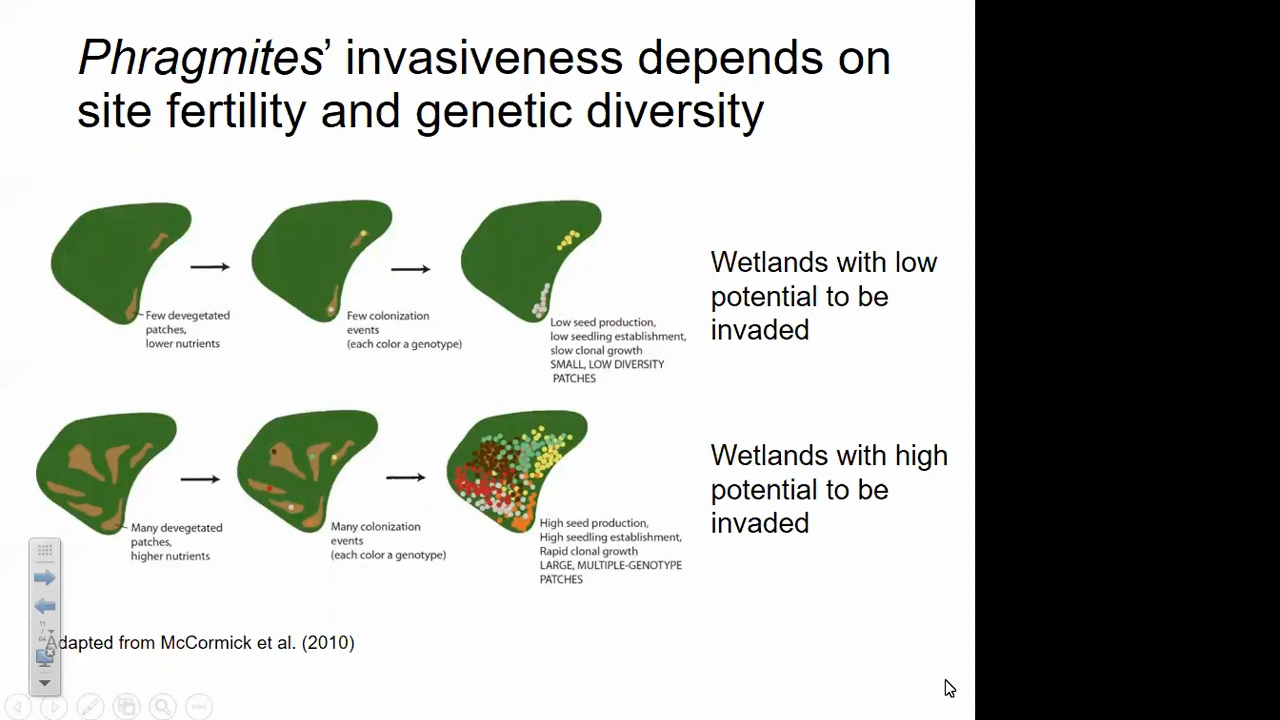 Phragmites’ invasiveness depends on
site fertility and genetic diversity
Few devegetated
patches,
lower nutrients
Few colonization
events
(each color a genotype)
Low seed production,
low seedling establishment,
slow clonal growth
SMALL, LOW DIVERSITY
PATCHES
Wetlands with low
potential to be
invaded
Many devegetated
patches,
higher nutrients
Many colonization
events
(each color a genotype)
High seed production,
High seedling establishment,
Rapid clonal growth
LARGE, MULTIPLE-GENOTYPE
PATCHES
Wetlands with high
potential to be
invaded
11
/
64
Adapted from McCormick et al. (2010)